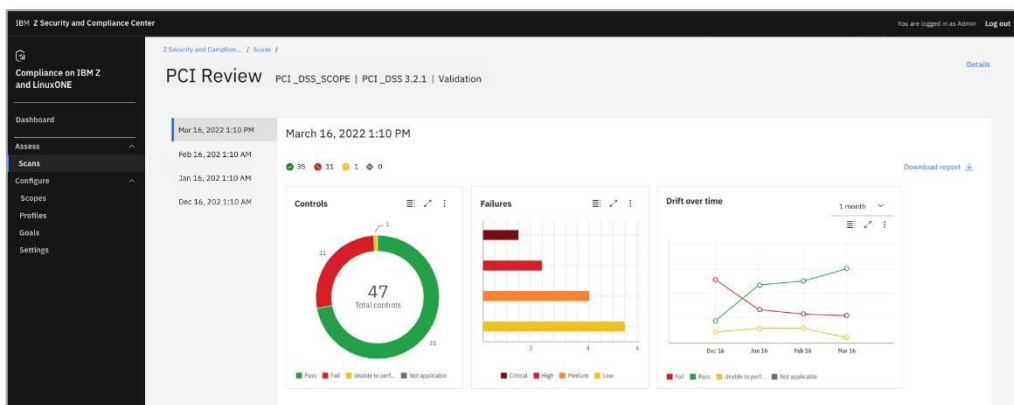 IBM Z Security and Compliance Center
You are logged in as Admin Log out
Compliance on IBM Z
and LinuxONE
Dashboard
Assess
Scans
Configure
Scopes
Profiles
Goals
Settings
Z Security and Complian... / Scans /
PCI Review PCI_DSS_SCOPE | PCI_DSS 3.2.1 | Validation
Details
Mar 16, 2022 1:10 PM
Feb 16, 202 1:10 AM
Jan 16, 202 1:10 AM
Dec 16, 202 1:10 AM
March 16, 2022 1:10 PM
35 11 1 0
Download report
Controls
1
11
47
Total controls
35
Pass Fail Unable to perf... Not applicable
Failures
2 4 6
Critical High Medium Low
Drift over time
1 month
Dec 16 Jan 16 Feb 16 Mar 16
Fail Pass Unable to perf... Not applicable